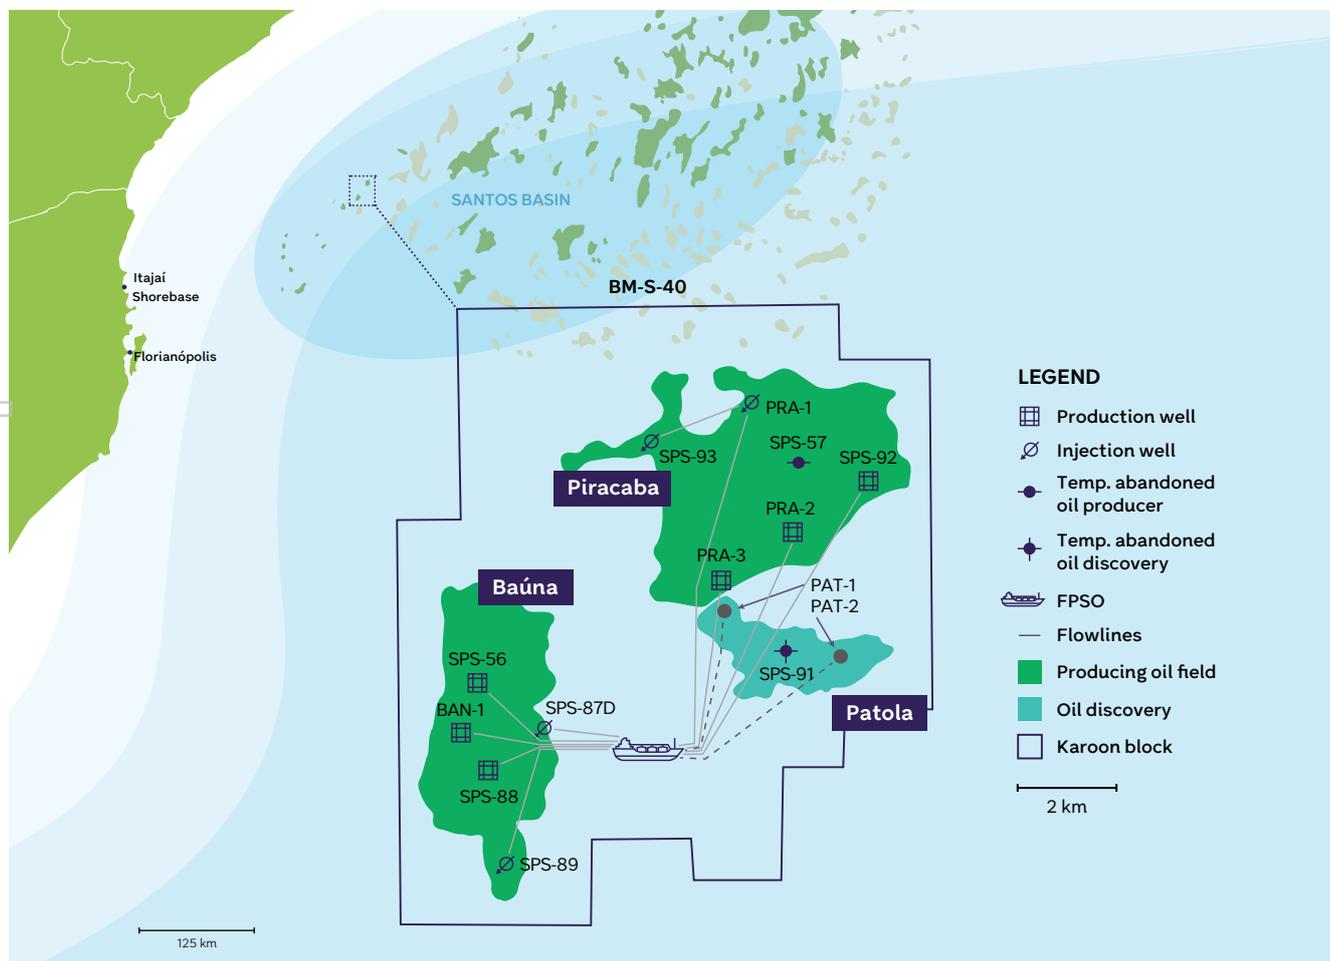 SANTOS BASIN
Itajaí
Shorebase
Florianópolis
BM-S-40
PRA-1
SPS-57
SPS-93
SPS-92
Piracaba
PRA-2
PRA-3
Baúna
PAT-1
PAT-2
SPS-56
SPS-91
BAN-1
SPS-87D
Patola
SPS-88
SPS-89
LEGEND
Production well
Injection well
Temp. abandoned
oil producer
Temp. abandoned
oil discovery
FPSO
Flowlines
Producing oil field
Oil discovery
Karoon block
2 km
125 km